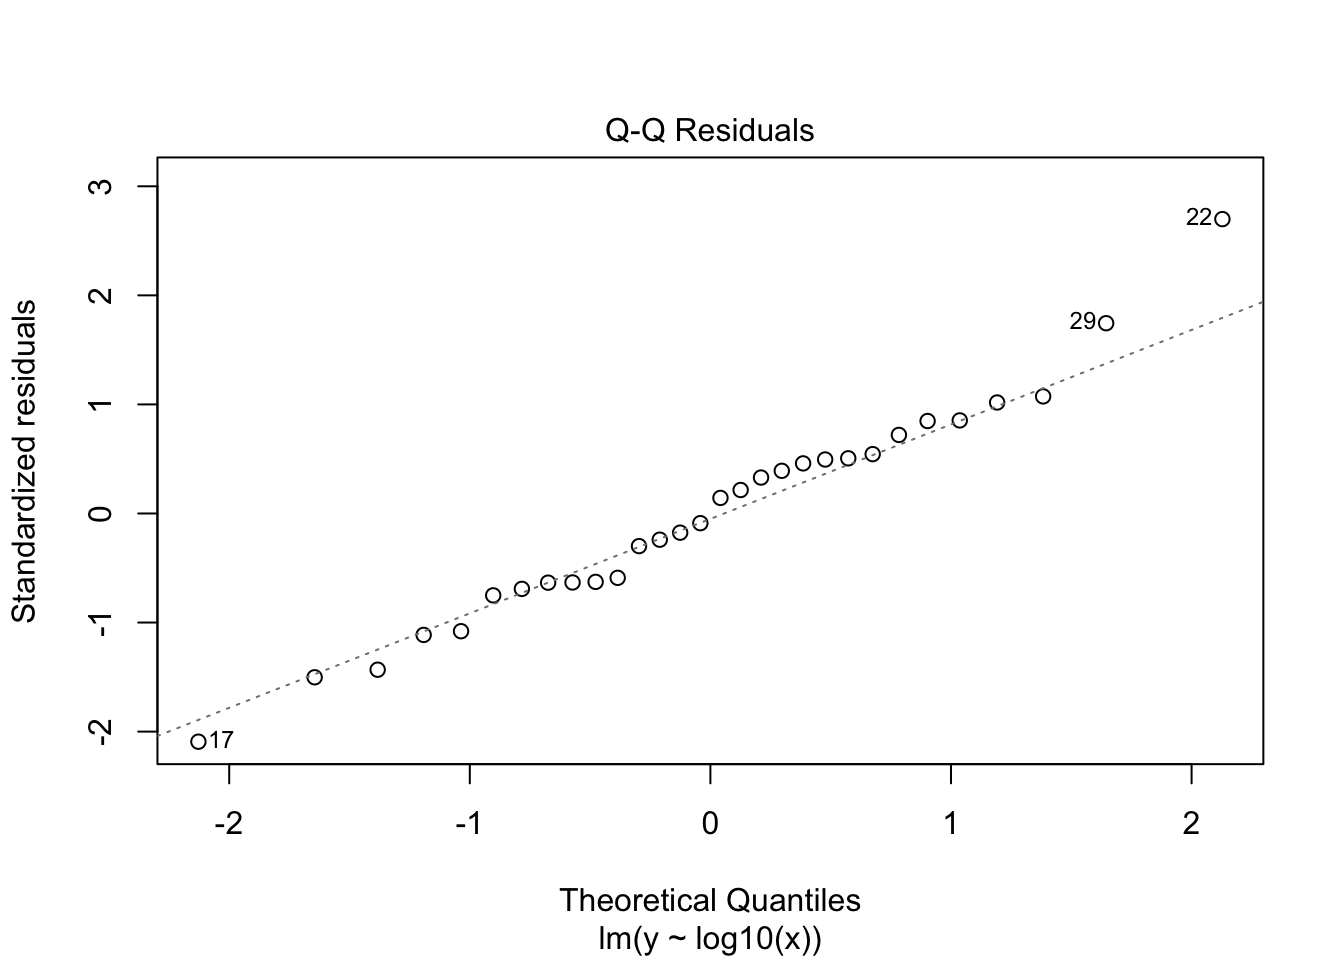 Q-Q Residuals
3
2
1
0
-1
-2
Standardized residuals
22
29
17
-2 -1 0 1 2
Theoretical Quantiles
lm(y ~ log10(x))